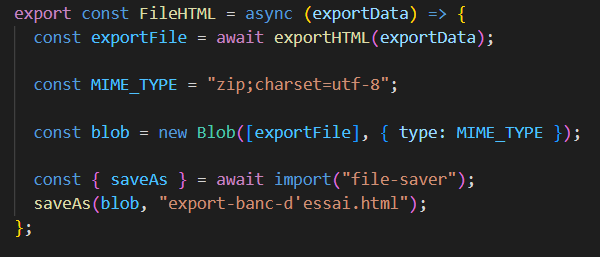 export const FileHTML = async (exportData) => {
const exportFile = await exportHTML(exportData);
const MIME_TYPE = "zip;charset=utf-8";
const blob = new Blob([exportFile], { type: MIME_TYPE });
const { saveAs } = await import("file-saver");
saveAs(blob, "export-banc-d'essai.html");
};